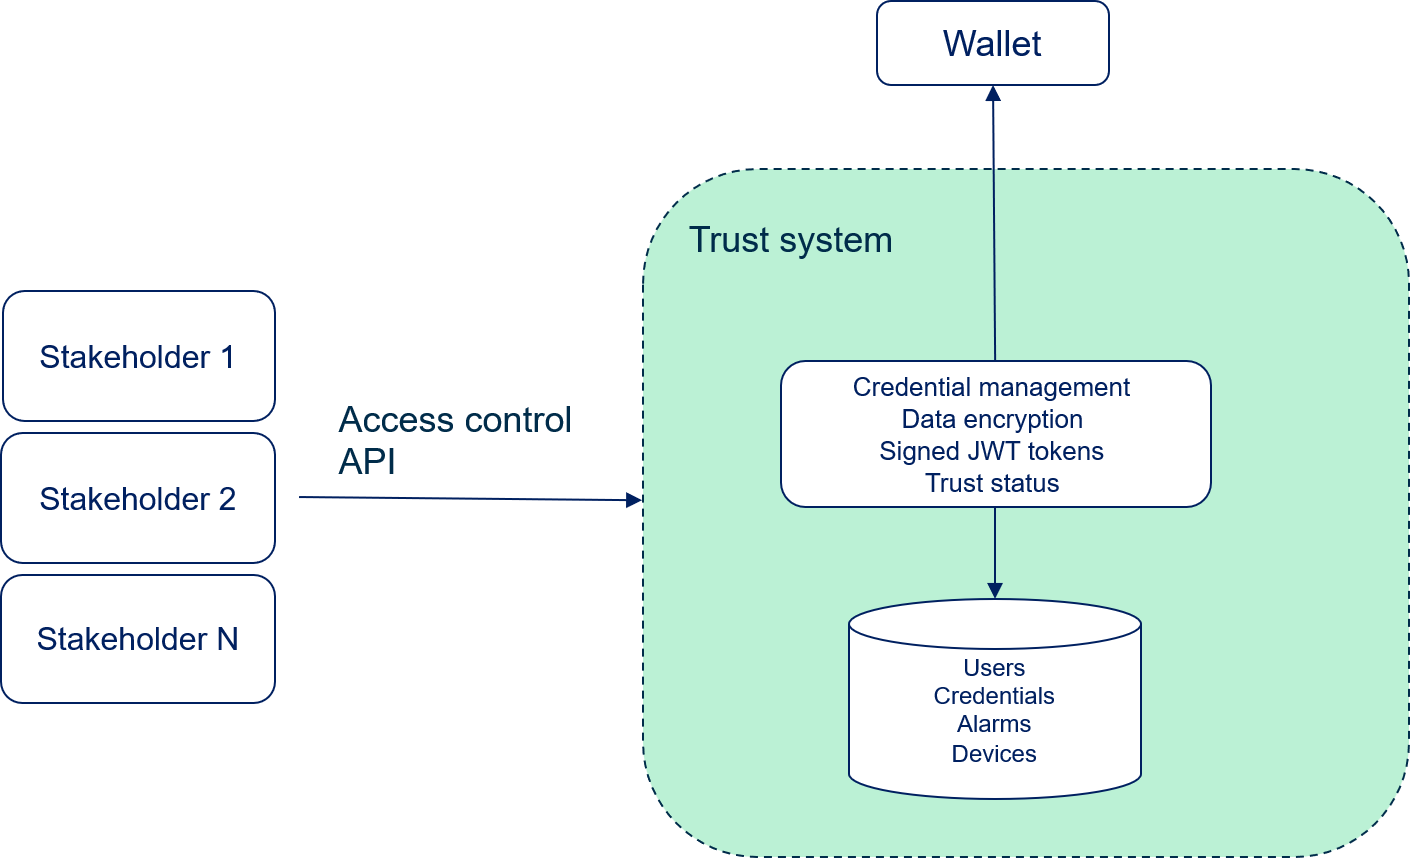 Wallet
Trust system
Stakeholder 1
Stakeholder 2
Stakeholder N
Access control
API
Credential management
Data encryption
Signed JWT tokens
Trust status
Users
Credentials
Alarms
Devices